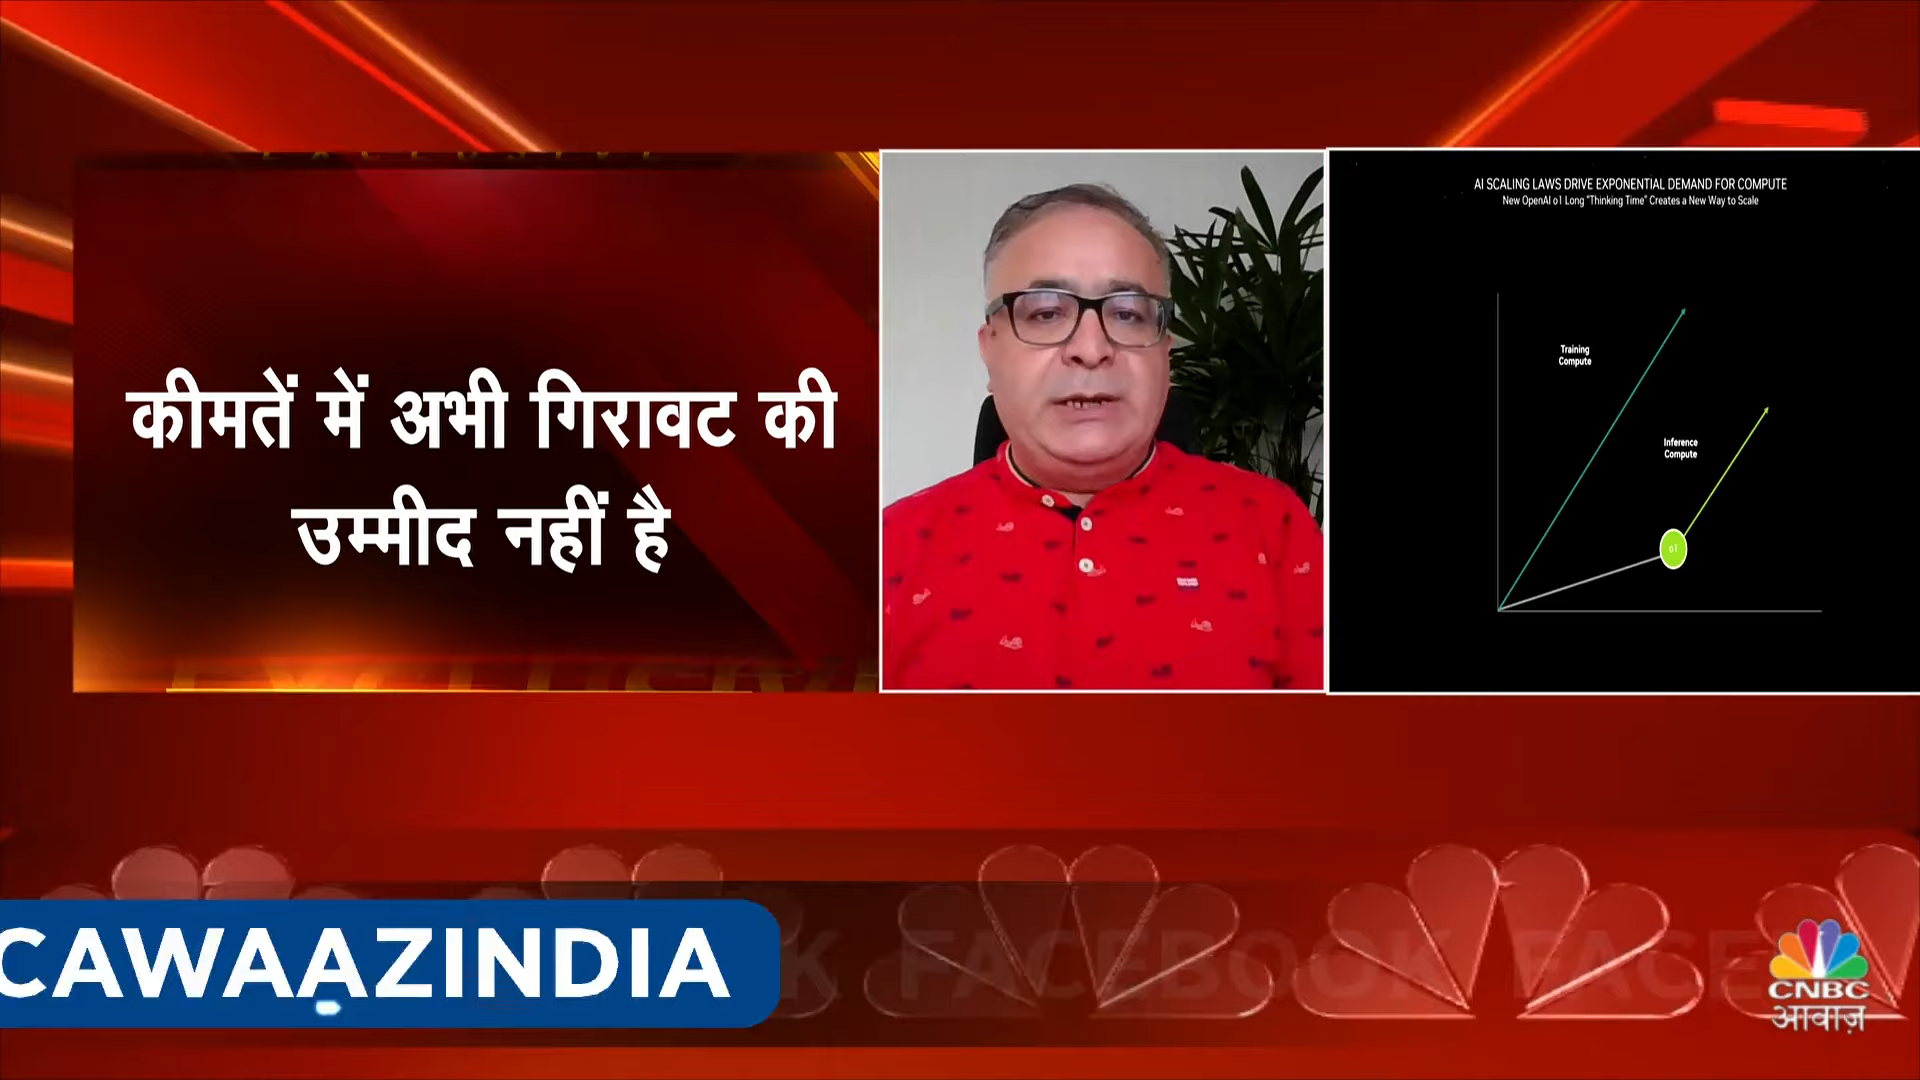 कीमतें में अभी गिरावट की
उम्मीद नहीं है
AI SCALING LAWS DRIVE EXPONENTIAL DEMAND FOR COMPUTE
New OpenAI o1 Long "Thinking Time" Creates a New Way to Scale
Training
Compute
Inference
Compute
o1
CAWAAZINDIA
FACEBOOK
CNBC
आवाज़